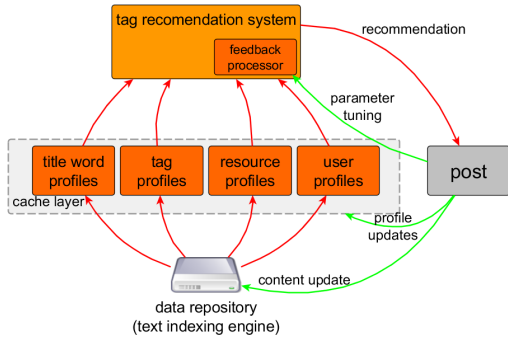 tag recomendation system
feedback
processor
recommendation
parameter
tuning
title word
profiles
tag
profiles
resource
profiles
user
profiles
post
cache layer
profile
updates
content update
data repository
(text indexing engine)